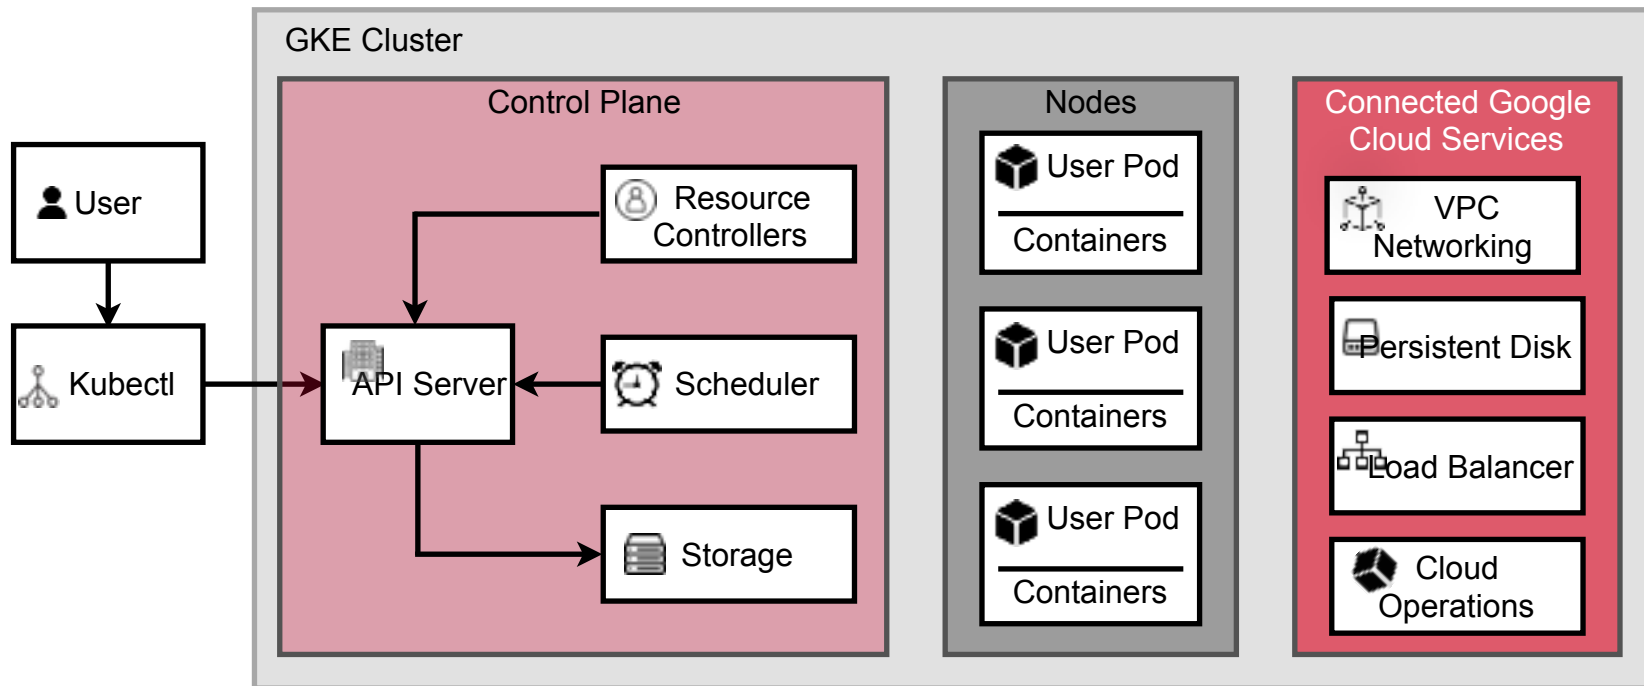 GKE Cluster
Control Plane
Resource
Controllers
User
Kubectl
API Server
Scheduler
Storage
Nodes
User Pod
Containers
User Pod
Containers
User Pod
Containers
Connected Google
Cloud Services
VPC
Networking
Persistent Disk
Load Balancer
Cloud
Operations